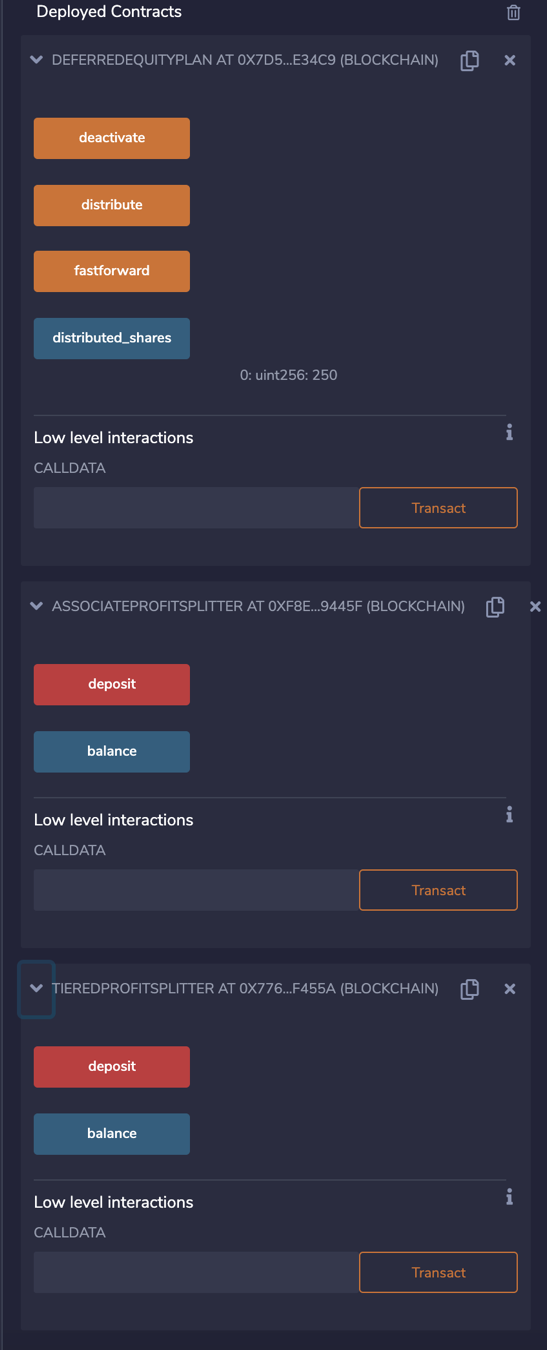 Deployed Contracts
DEFERREDEQUITYPLAN AT 0X7D5...E34C9 (BLOCKCHAIN)
deactivate
distribute
fastforward
distributed_shares
0: uint256: 250
Low level interactions
CALLDATA
Transact
ASSOCIATEPROFITSPLITTER AT 0XF8E...9445F (BLOCKCHAIN)
deposit
balance
Low level interactions
CALLDATA
Transact
TIEREDPROFITSPLITTER AT 0X776...F455A (BLOCKCHAIN)
deposit
balance
Low level interactions
CALLDATA
Transact